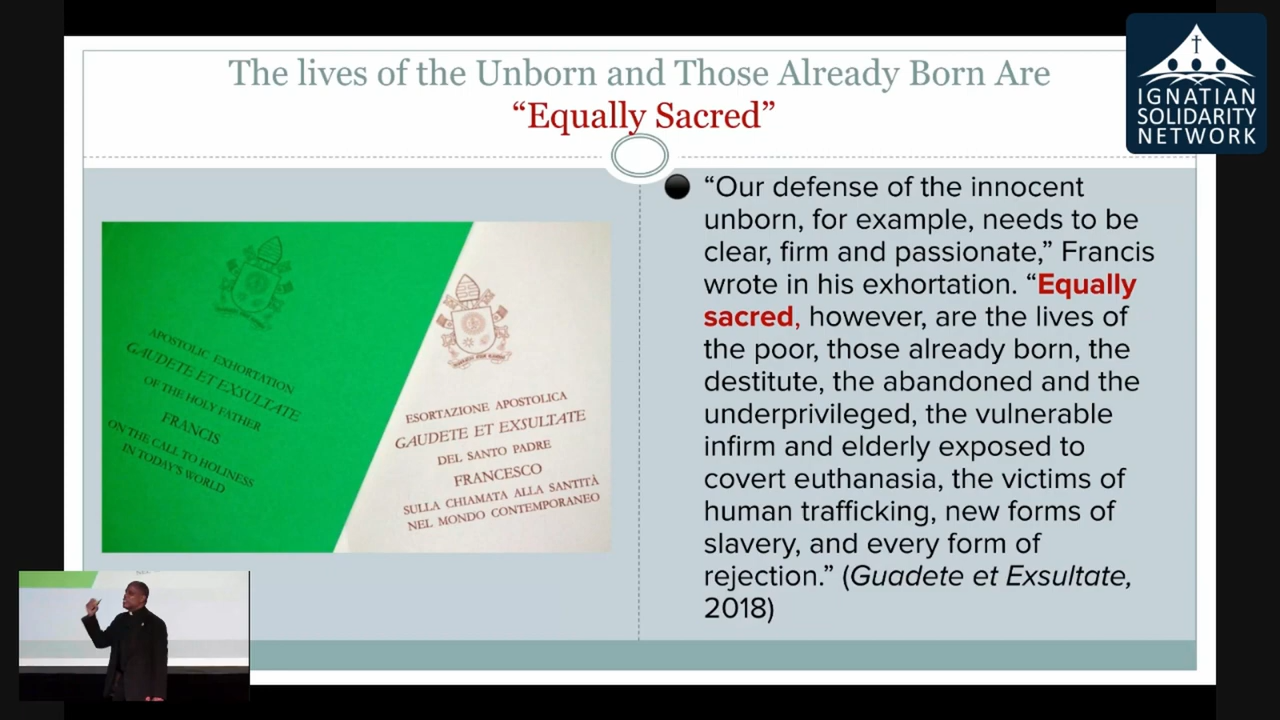 The lives of the Unborn and Those Already Born Are
“Equally Sacred”
IGNATIAN
SOLIDARITY
NETWORK
APOSTOLIC EXHORTATION
GAUDETE ET EXSULTATE
OF THE HOLY FATHER
FRANCIS
ON THE CALL TO HOLINESS
IN TODAY'S WORLD
ESORTAZIONE APOSTOLICA
GAUDETE ET EXSULTATE
DEL SANTO PADRE
FRANCESCO
SULLA CHIAMATA ALLA SANTITÀ
NEL MONDO CONTEMPORANEO
“Our defense of the innocent
unborn, for example, needs to be
clear, firm and passionate,” Francis
wrote in his exhortation. “Equally
sacred, however, are the lives of
the poor, those already born, the
destitute, the abandoned and the
underprivileged, the vulnerable
infirm and elderly exposed to
covert euthanasia, the victims of
human trafficking, new forms of
slavery, and every form of
rejection.” (Guadete et Exsultate,
2018)